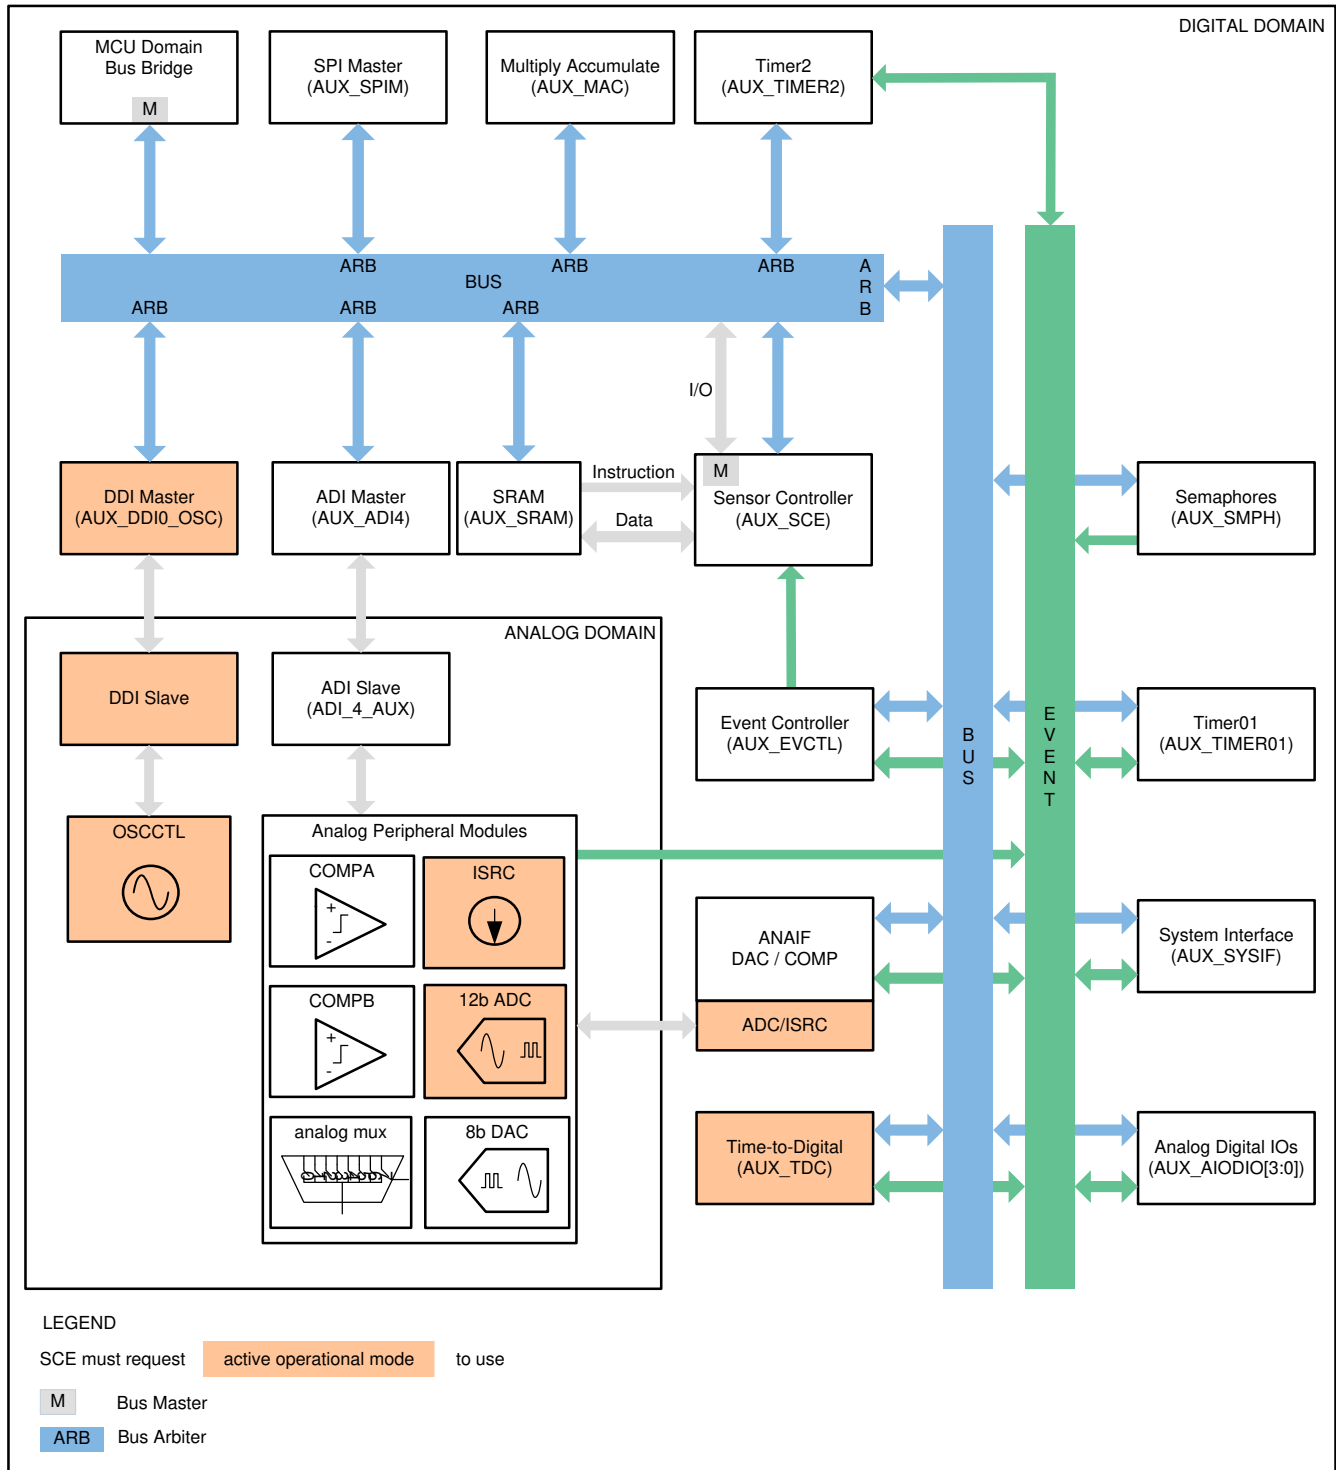 DIGITAL DOMAIN
MCU Domain
Bus Bridge
M
SPI Master
(AUX_SPIM)
Multiply Accumulate
(AUX_MAC)
Timer2
(AUX_TIMER2)
ARB
ARB
ARB
A
R
B
BUS
ARB
ARB
ARB
I/O
DDI Master
(AUX_DDI0_OSC)
ADI Master
(AUX_ADI4)
SRAM
(AUX_SRAM)
Instruction
Data
M
Sensor Controller
(AUX_SCE)
Semaphores
(AUX_SMPH)
ANALOG DOMAIN
DDI Slave
ADI Slave
(ADI_4_AUX)
Event Controller
(AUX_EVCTL)
B
U
S
E
V
E
N
T
Timer01
(AUX_TIMER01)
OSCCTL
Analog Peripheral Modules
COMPA
+
-
ISRC
COMPB
+
-
12b ADC
analog mux
8b DAC
ANAIF
DAC / COMP
ADC/ISRC
System Interface
(AUX_SYSIF)
Time-to-Digital
(AUX_TDC)
Analog Digital IOs
(AUX_AIODIO[3:0])
LEGEND
SCE must request active operational mode to use
M Bus Master
ARB Bus Arbiter